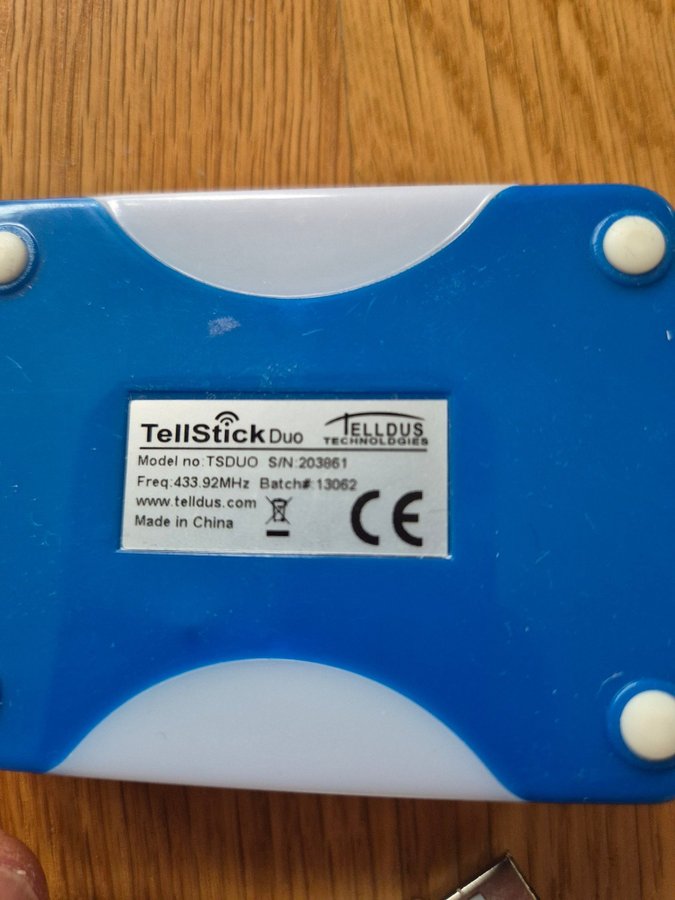 TellStick Duo
TELLDUS
TECHNOLOGIES
Model no:TSDUO S/N:203861
Freq:433.92MHz Batch#:13062
www.telldus.com
Made in China
CE